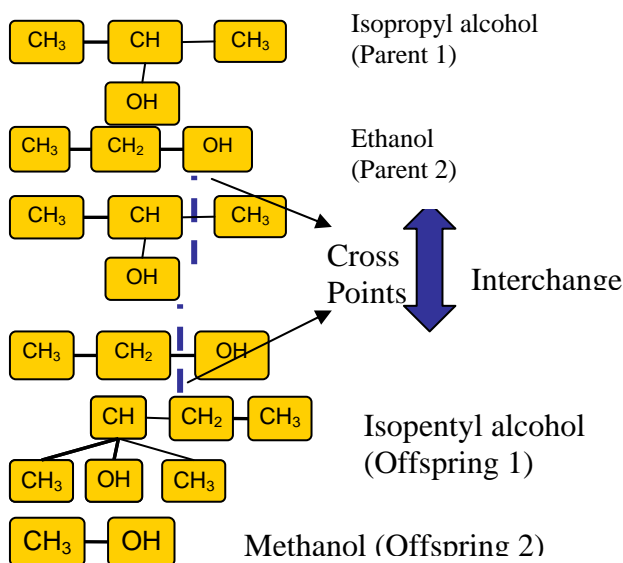 CH₃ CH CH₃
Isopropyl alcohol
(Parent 1)
OH
CH₃ CH₂ OH
Ethanol
(Parent 2)
CH₃ CH CH₃
OH
Cross
Points
Interchange
CH₃ CH₂ OH
CH CH₂ CH₃
CH₃ OH CH₃
Isopentyl alcohol
(Offspring 1)
CH₃ OH
Methanol (Offspring 2)